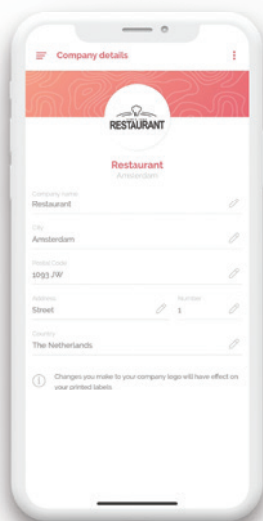 Company details
RESTAURANT
Restaurant
Amsterdam
Company name
Restaurant
City
Amsterdam
Postal Code
1093 JW
Address
Number
Street
1
Country
The Netherlands
Changes you make to your company logo will have effect on
your printed labels